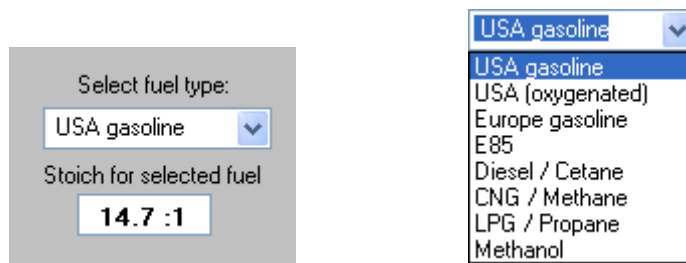 Select fuel type:
USA gasoline
Stoich for selected fuel
14.7 :1
USA gasoline
USA gasoline
USA (oxygenated)
Europe gasoline
E85
Diesel / Cetane
CNG / Methane
LPG / Propane
Methanol